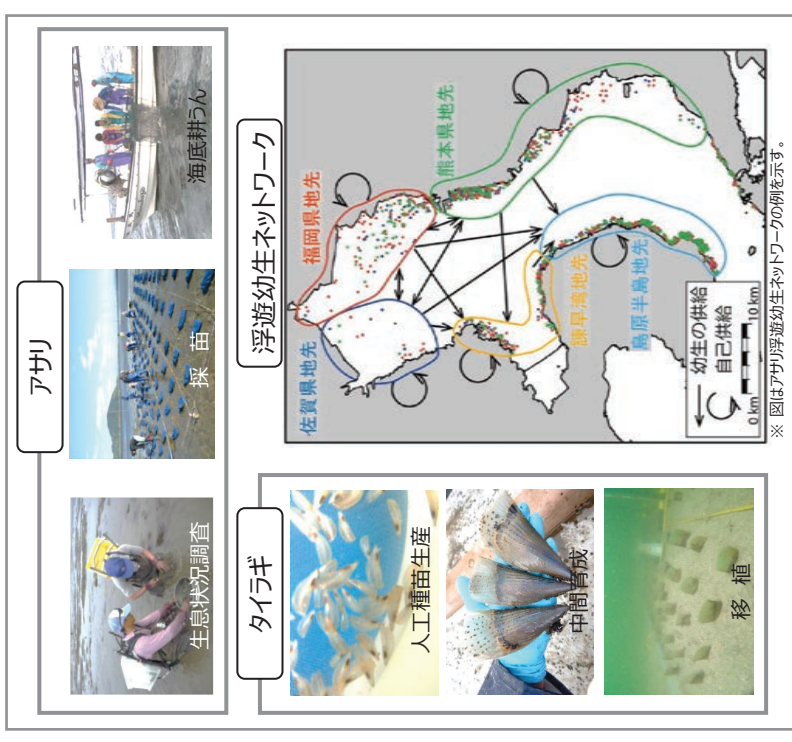 アサリ
生息状況調査
採苗
海底耕うん
タイラギ
人工種苗生産
中間育成
移植
浮遊幼生ネットワーク
佐賀県地先
福岡県地先
熊本県地先
諫早湾地先
島原半島地先
幼生の供給
自己供給
0 km 10 km
※ 図はアサリ浮遊幼生ネットワークの例を示す。